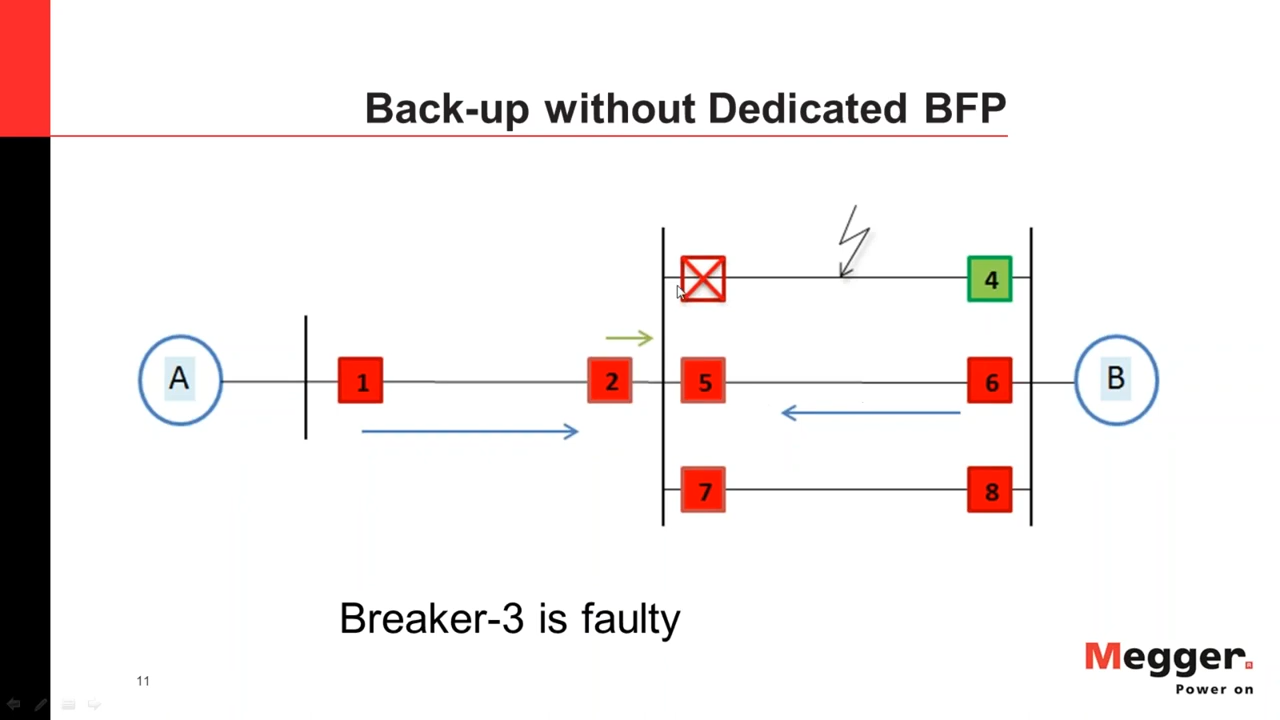 Back-up without Dedicated BFP
4
A
1
2
5
6
B
7
8
Breaker-3 is faulty
11
Megger.
Power on